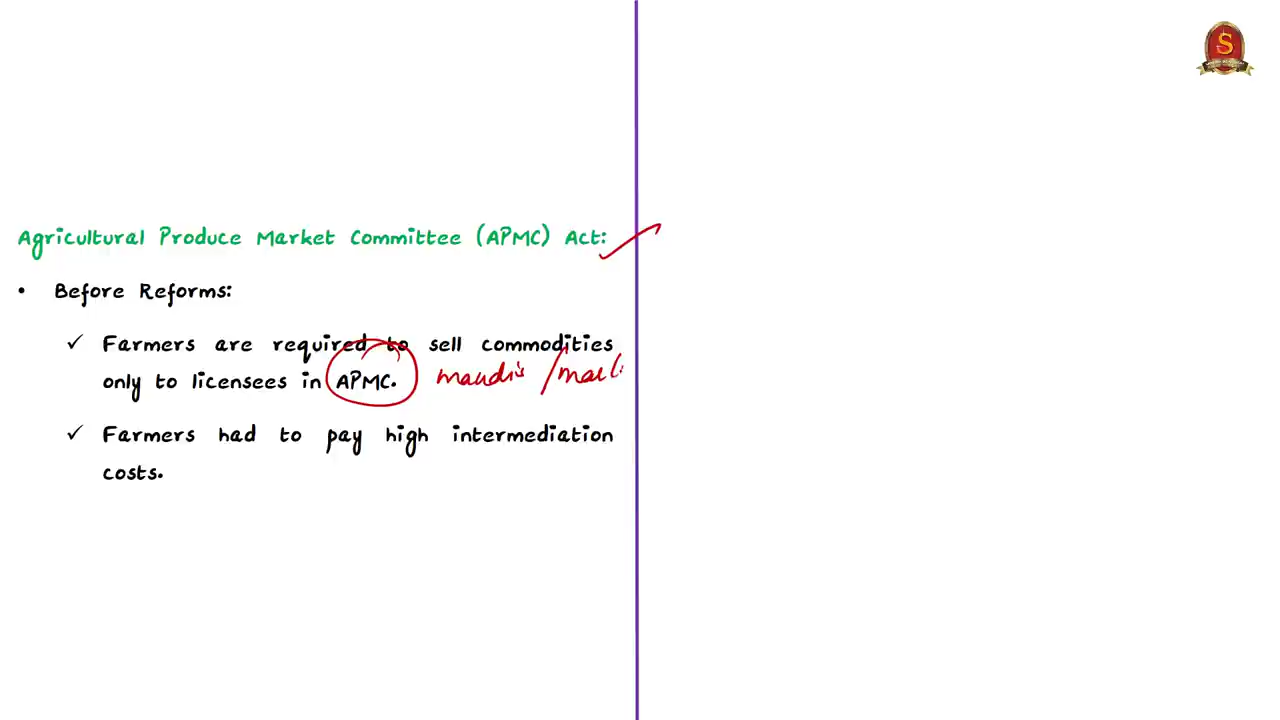 S
Agricultural Produce Market Committee (APMC) Act:
• Before Reforms:
✓ Farmers are required to sell commodities
only to licensees in APMC. mandis /
✓ Farmers had to pay high intermediation
costs.